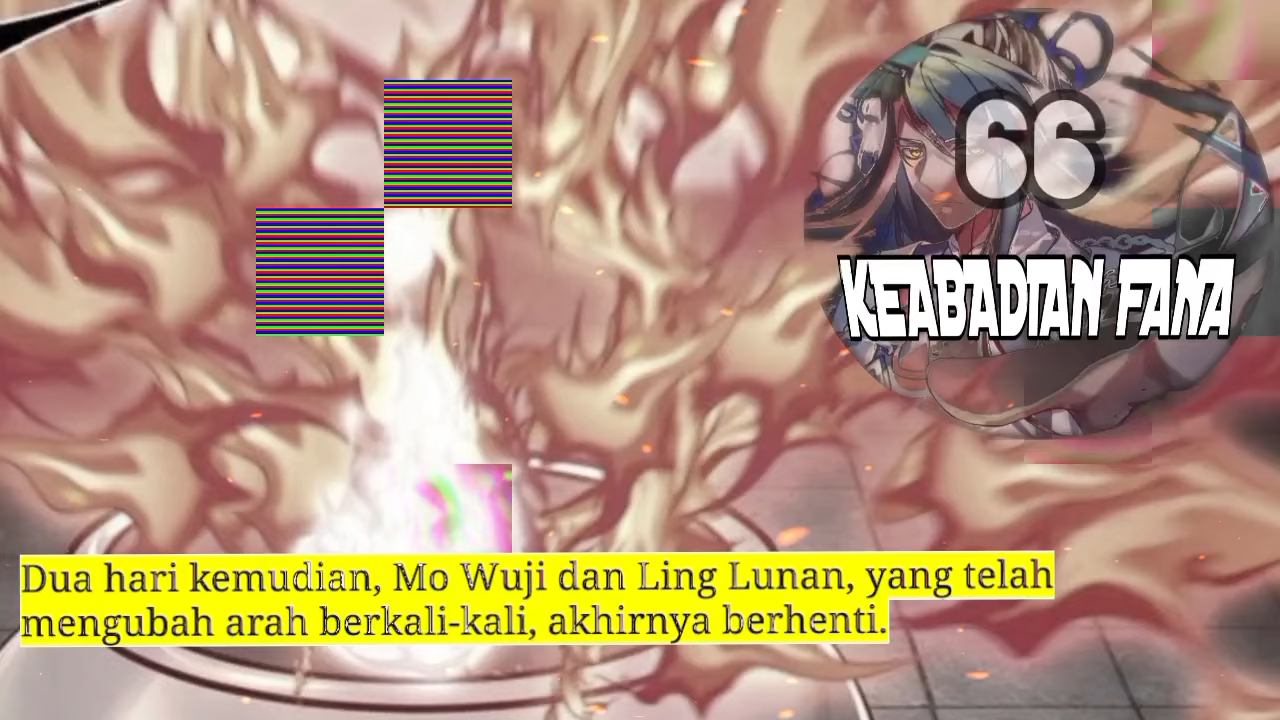 66
KEABADIAN FANA
Dua hari kemudian, Mo Wuji dan Ling Lunan, yang telah
mengubah arah berkali-kali, akhirnya berhenti.